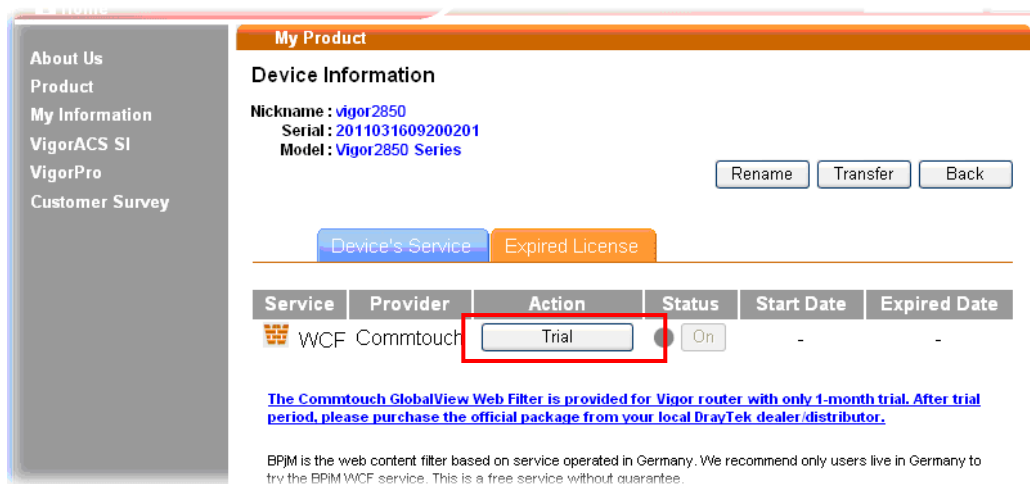 Home
My Product
About Us
Product
My Information
VigorACS SI
VigorPro
Customer Survey
Device Information
Nickname : vigor2850
Serial : 2011031609200201
Model : Vigor2850 Series
Rename Transfer Back
Device's Service Expired License
Service Provider Action Status Start Date Expired Date
WCF Commtouch Trial On - -
The Commtouch GlobalView Web Filter is provided for Vigor router with only 1-month trial. After trial
period, please purchase the official package from your local DrayTek dealer/distributor.
BPjM is the web content filter based on service operated in Germany. We recommend only users live in Germany to
try the BPjM WCF service. This is a free service without guarantee.